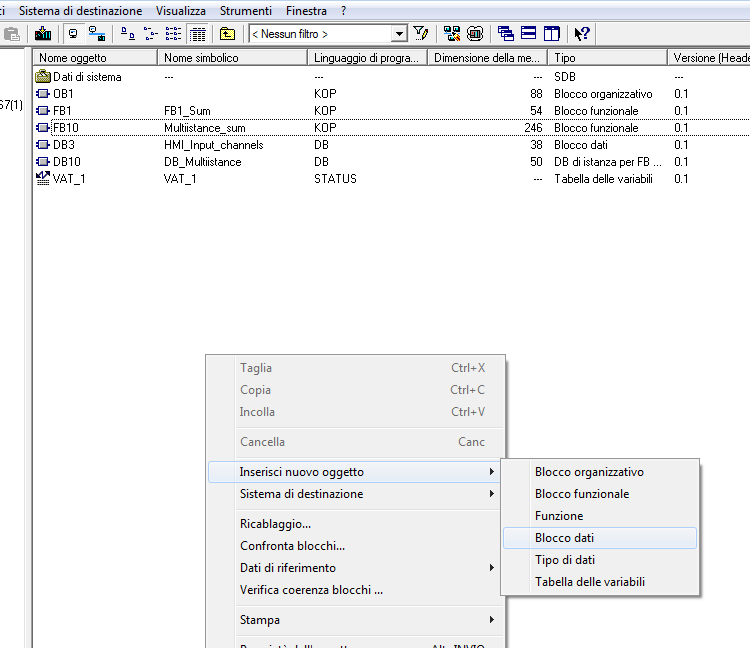 i Sistema di destinazione Visualizza Strumenti Finestra ?
< Nessun filtro >
Nome oggetto Nome simbolico Linguaggio di progra... Dimensione della me... Tipo Versione (Heade
Dati di sistema --- --- --- SDB ---
OB1 KOP 88 Blocco organizzativo 0.1
S7(1) FB1 FB1_Sum KOP 54 Blocco funzionale 0.1
FB10 Multiistance_sum KOP 246 Blocco funzionale 0.1
DB3 HMI_Input_channels DB 38 Blocco dati 0.1
DB10 DB_Multiistance DB 50 DB di istanza per FB ... 0.1
VAT_1 VAT_1 STATUS --- Tabella delle variabili 0.1
Taglia Ctrl+X
Copia Ctrl+C
Incolla Ctrl+V
Cancella Canc
Inserisci nuovo oggetto
Sistema di destinazione
Ricablaggio...
Confronta blocchi...
Dati di riferimento
Verifica coerenza blocchi ...
Stampa
Blocco organizzativo
Blocco funzionale
Funzione
Blocco dati
Tipo di dati
Tabella delle variabili